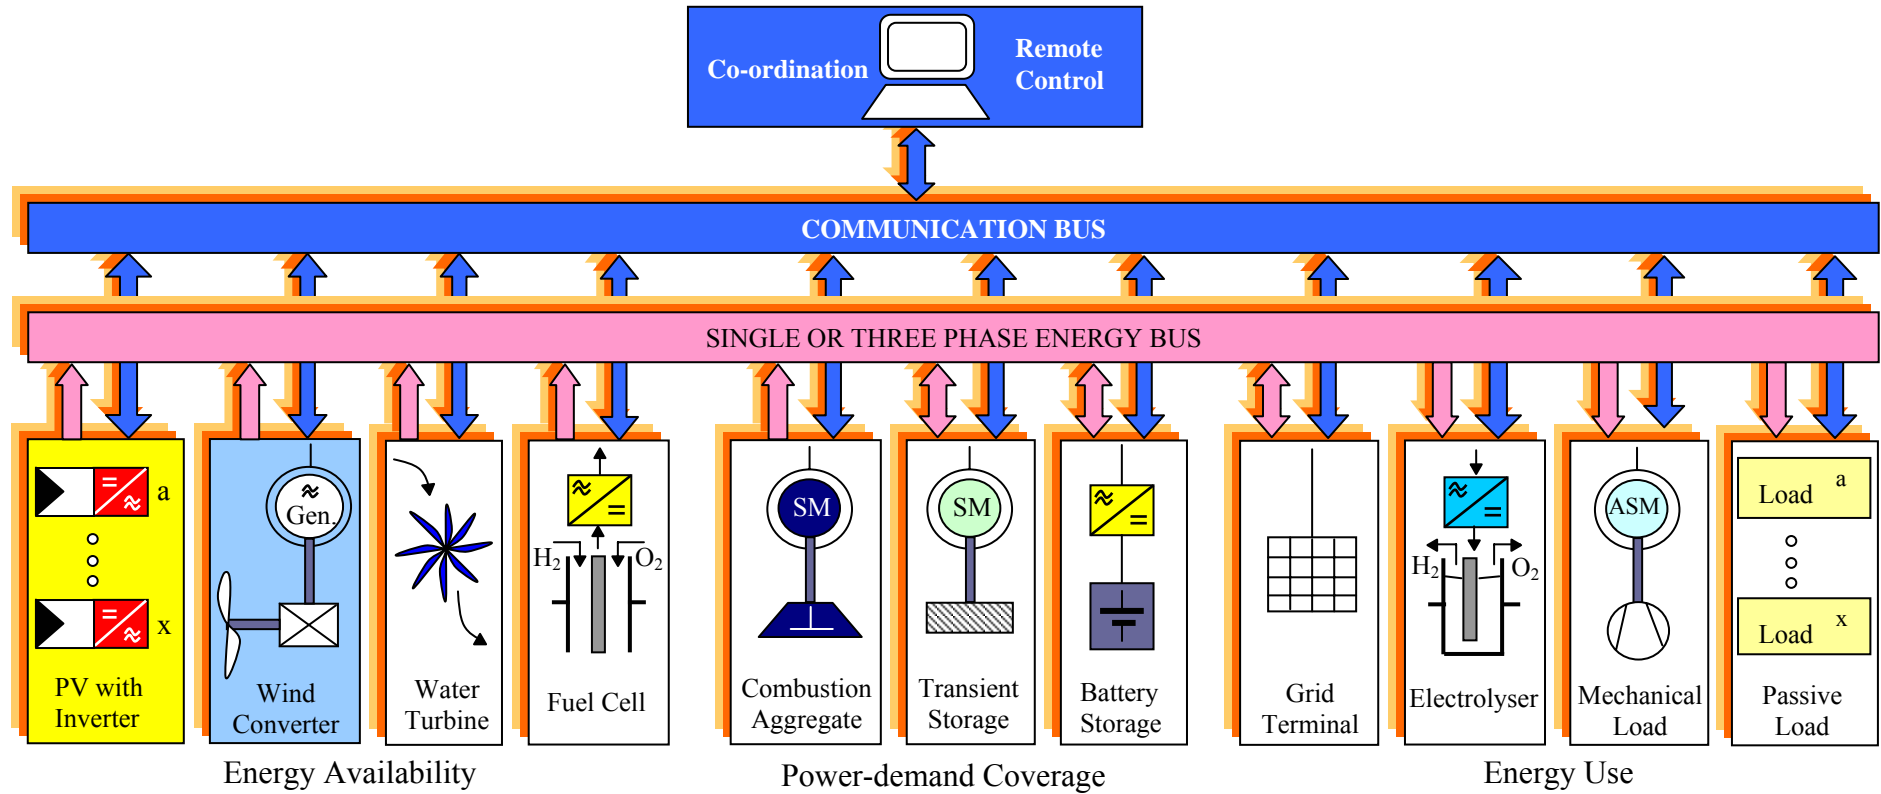 Co-ordination
Remote
Control
COMMUNICATION BUS
SINGLE OR THREE PHASE ENERGY BUS
a
x
PV with
Inverter
Gen.
Wind
Converter
Water
Turbine
H2
O2
Fuel Cell
SM
Combustion
Aggregate
SM
Transient
Storage
Battery
Storage
Grid
Terminal
H2
O2
Electrolyser
ASM
Mechanical
Load
Load a
Load x
Passive
Load
Energy Availability
Power-demand Coverage
Energy Use